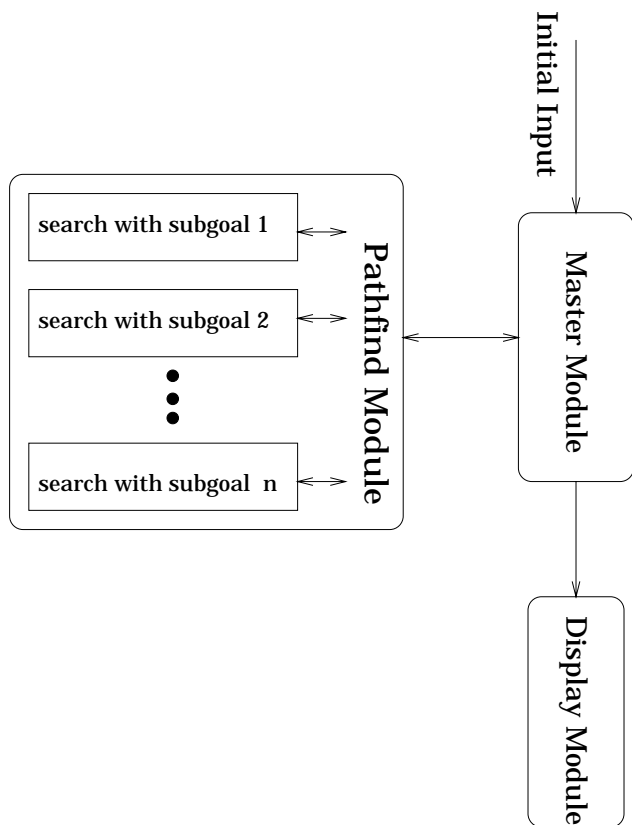 Initial Input
Master Module
Pathfind Module
search with subgoal 1
search with subgoal 2
search with subgoal n
Display Module